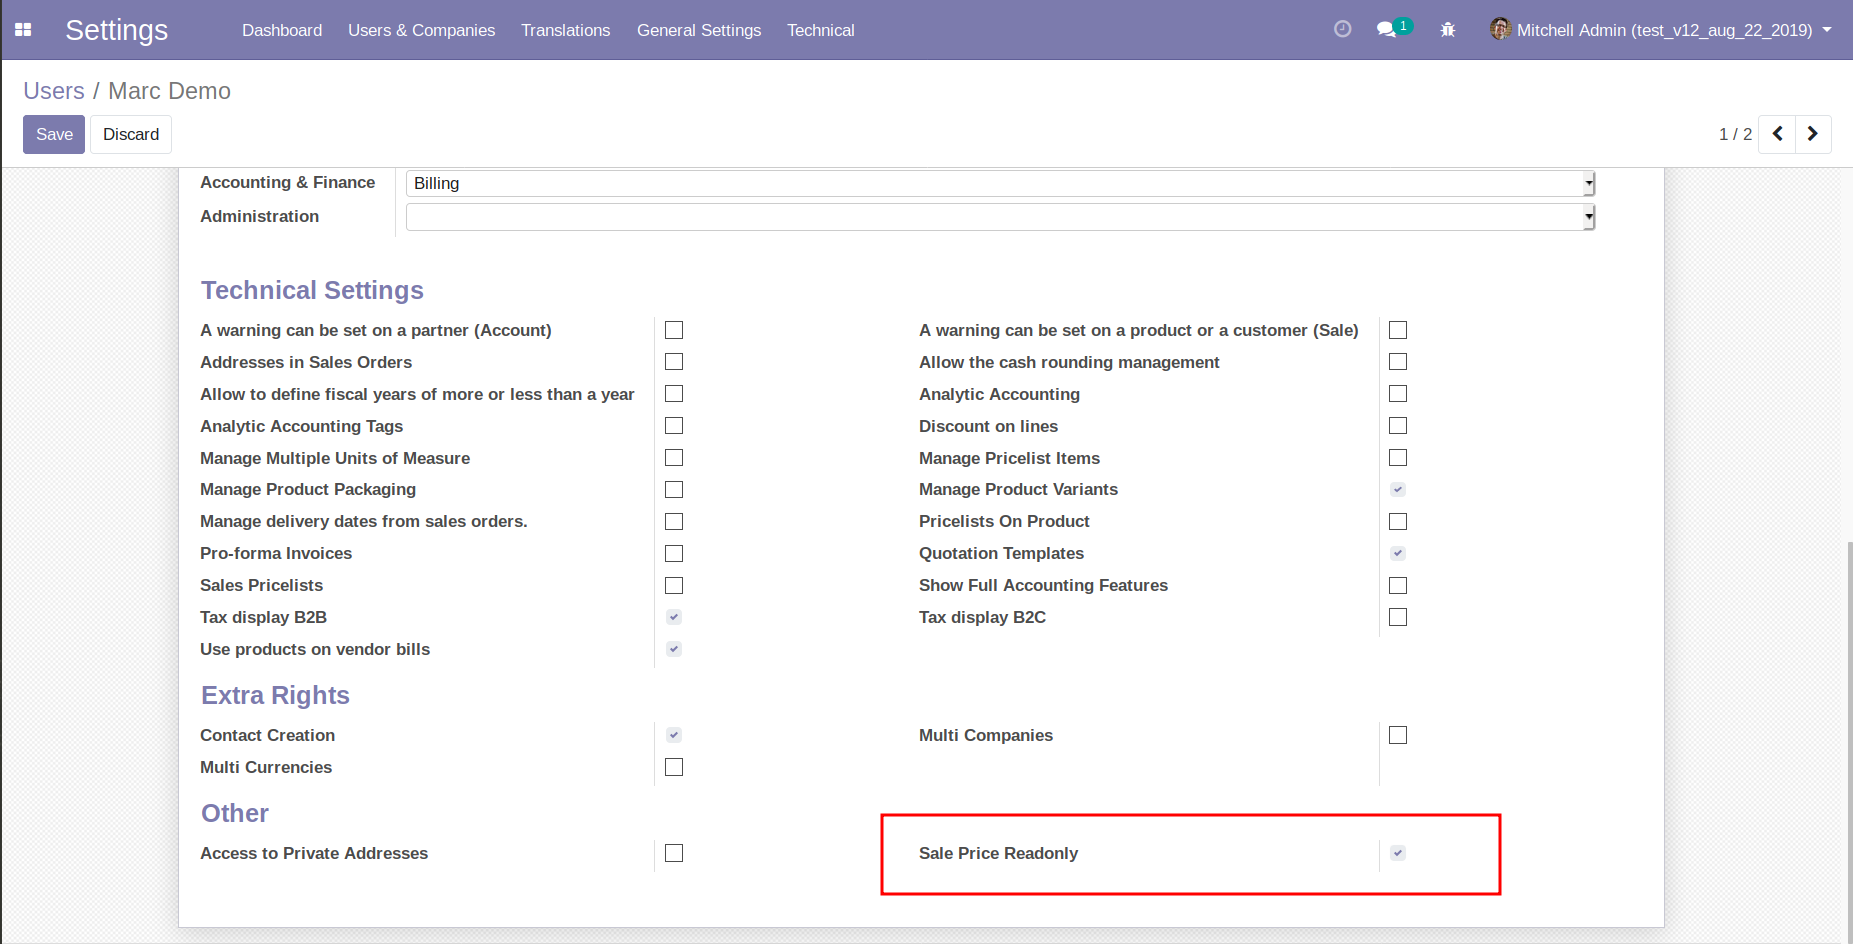 Settings Dashboard Users & Companies Translations General Settings Technical 1 Mitchell Admin (test_v12_aug_22_2019)
Users / Marc Demo
Save Discard 1 / 2
Accounting & Finance Billing
Administration
Technical Settings
A warning can be set on a partner (Account) A warning can be set on a product or a customer (Sale)
Addresses in Sales Orders Allow the cash rounding management
Allow to define fiscal years of more or less than a year Analytic Accounting
Analytic Accounting Tags Discount on lines
Manage Multiple Units of Measure Manage Pricelist Items
Manage Product Packaging Manage Product Variants
Manage delivery dates from sales orders. Pricelists On Product
Pro-forma Invoices Quotation Templates
Sales Pricelists Show Full Accounting Features
Tax display B2B Tax display B2C
Use products on vendor bills
Extra Rights
Contact Creation Multi Companies
Multi Currencies
Other
Access to Private Addresses Sale Price Readonly